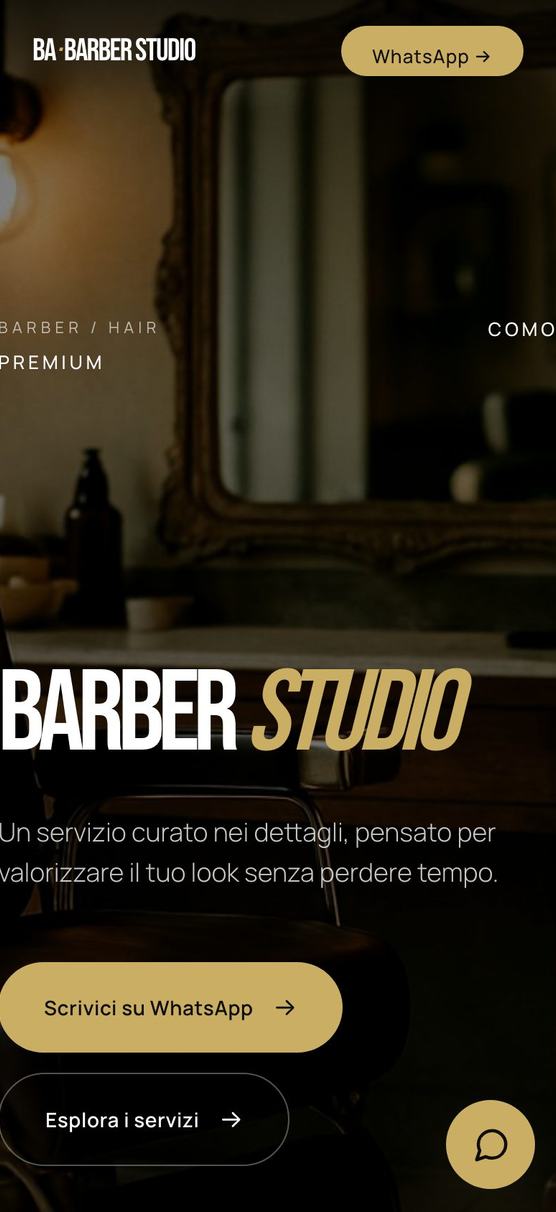 BA·BARBER STUDIO
WhatsApp →
BARBER / HAIR
COMO
PREMIUM
BARBER STUDIO
Un servizio curato nei dettagli, pensato per
valorizzare il tuo look senza perdere tempo.
Scrivici su WhatsApp →
Esplora i servizi →